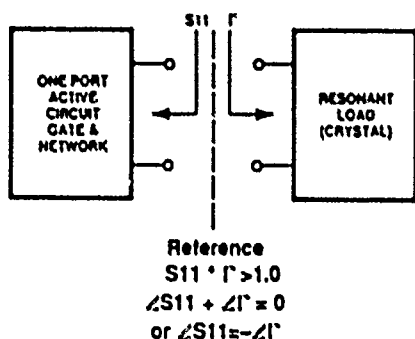 S11 Γ
ONE PORT
ACTIVE
CIRCUIT
GATE &
NETWORK
RESONANT
LOAD
(CRYSTAL)
Reference
S11 * Γ >1.0
∠S11 + ∠Γ = 0
or ∠S11=-∠Γ